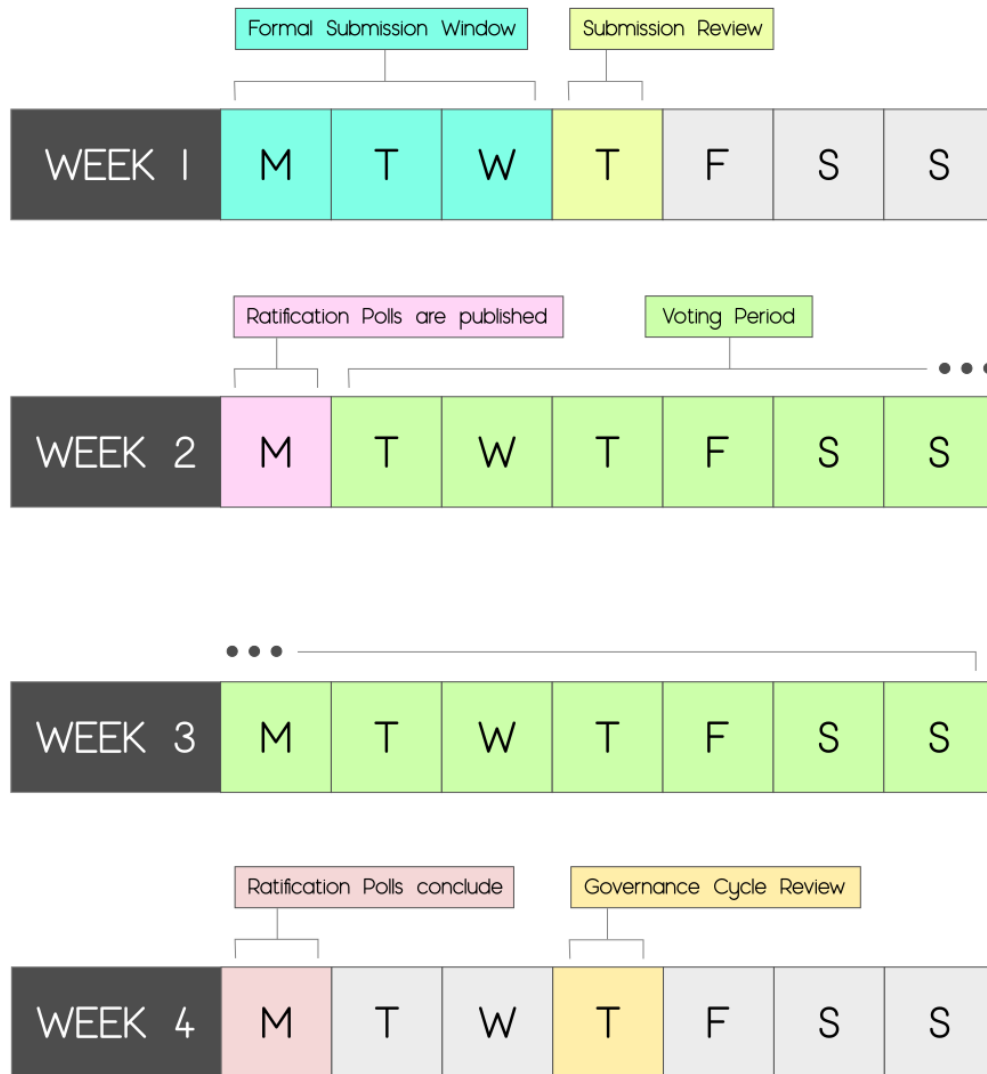 Formal Submission Window Submission Review
WEEK 1 M T W T F S S
Ratification Polls are published Voting Period
WEEK 2 M T W T F S S
WEEK 3 M T W T F S S
Ratification Polls conclude Governance Cycle Review
WEEK 4 M T W T F S S